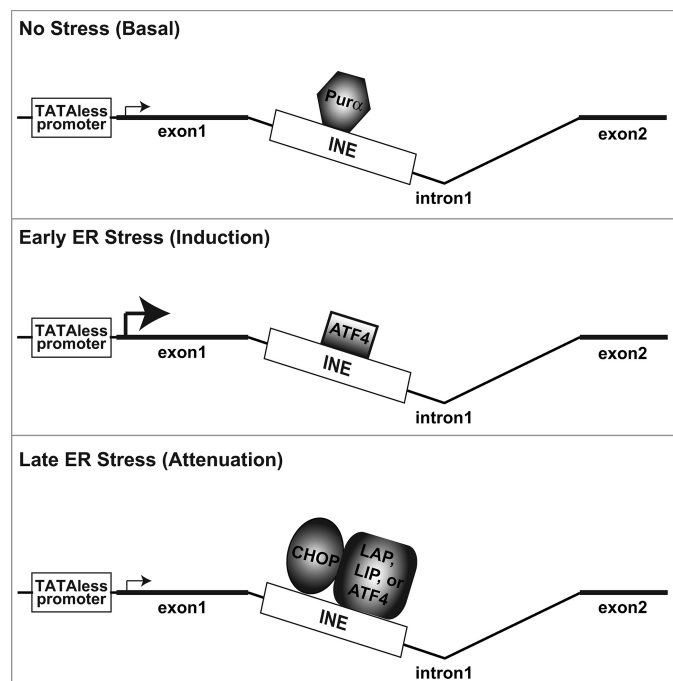 No Stress (Basal)
Purα
TATAless
promoter
exon1
INE
exon2
intron1
Early ER Stress (Induction)
ATF4
TATAless
promoter
exon1
INE
exon2
intron1
Late ER Stress (Attenuation)
CHOP
LAP,
LIP, or
ATF4
TATAless
promoter
exon1
INE
exon2
intron1